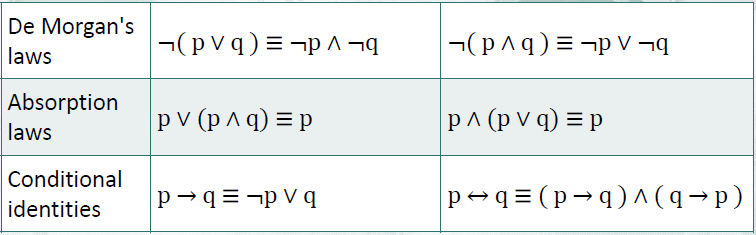 De Morgan's
laws
¬( p ∨ q ) ≡ ¬p ∧ ¬q
¬( p ∧ q ) ≡ ¬p ∨ ¬q
Absorption
laws
p ∨ (p ∧ q) ≡ p
p ∧ (p ∨ q) ≡ p
Conditional
identities
p → q ≡ ¬p ∨ q
p ↔ q ≡ ( p → q ) ∧ ( q → p )